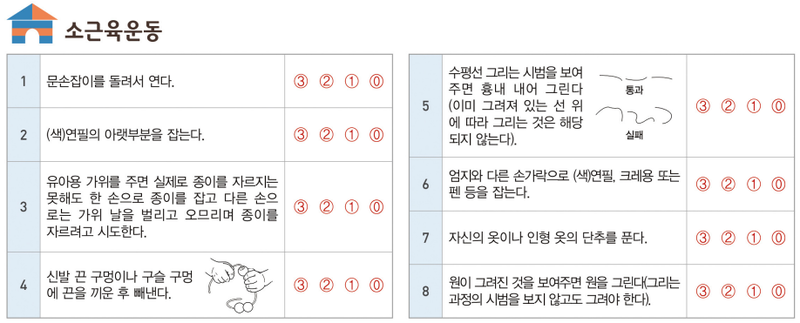 소근육운동
1 문손잡이를 돌려서 연다. ③ ② ① ⓪
2 (색)연필의 아랫부분을 잡는다. ③ ② ① ⓪
3 유아용 가위를 주면 실제로 종이를 자르지는
못해도 한 손으로 종이를 잡고 다른 손으
로는 가위 날을 벌리고 오므리며 종이를
자르려고 시도한다. ③ ② ① ⓪
4 신발 끈 구멍이나 구슬 구멍
에 끈을 끼운 후 빼낸다. ③ ② ① ⓪
5 수평선 그리는 시범을 보여
주면 흉내 내어 그린다
(이미 그려져 있는 선 위
에 따라 그리는 것은 해당
되지 않는다).
통과
실패
③ ② ① ⓪
6 엄지와 다른 손가락으로 (색)연필, 크레용 또는
펜 등을 잡는다. ③ ② ① ⓪
7 자신의 옷이나 인형 옷의 단추를 푼다. ③ ② ① ⓪
8 원이 그려진 것을 보여주면 원을 그린다(그리는
과정의 시범을 보지 않고도 그려야 한다). ③ ② ① ⓪